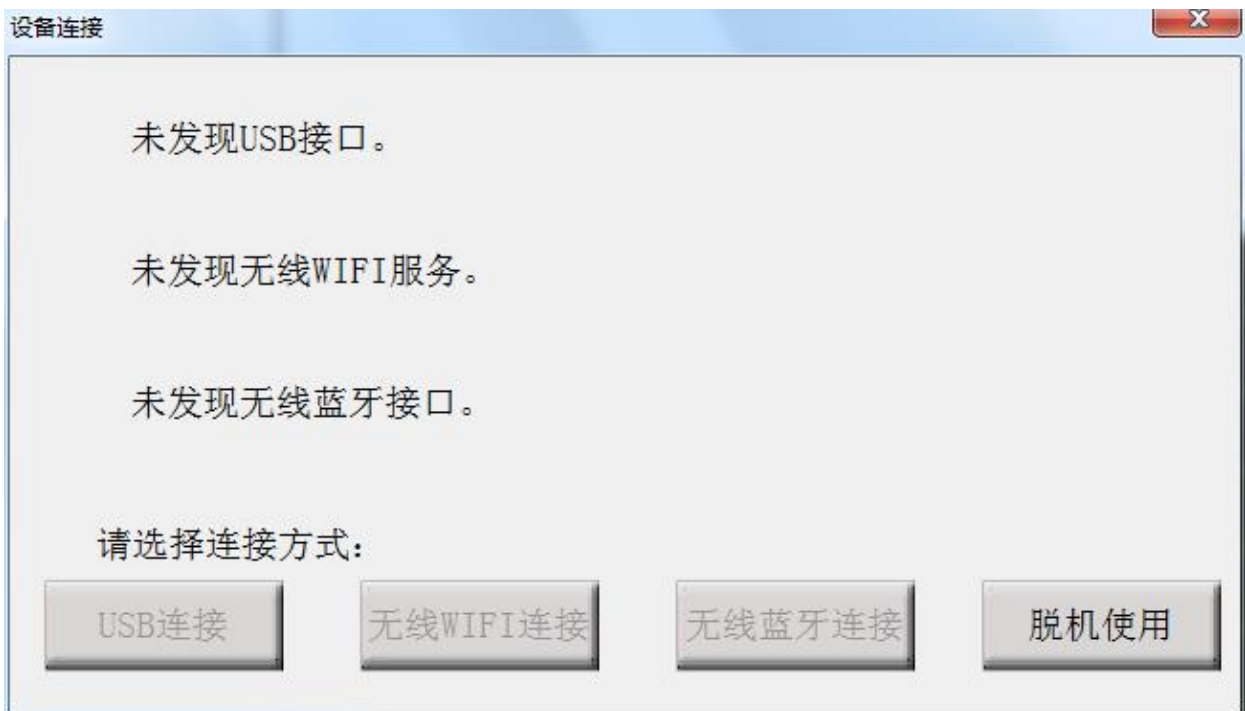 设备连接
未发现USB接口。
未发现无线WIFI服务。
未发现无线蓝牙接口。
请选择连接方式：
USB连接 无线WIFI连接 无线蓝牙连接 脱机使用